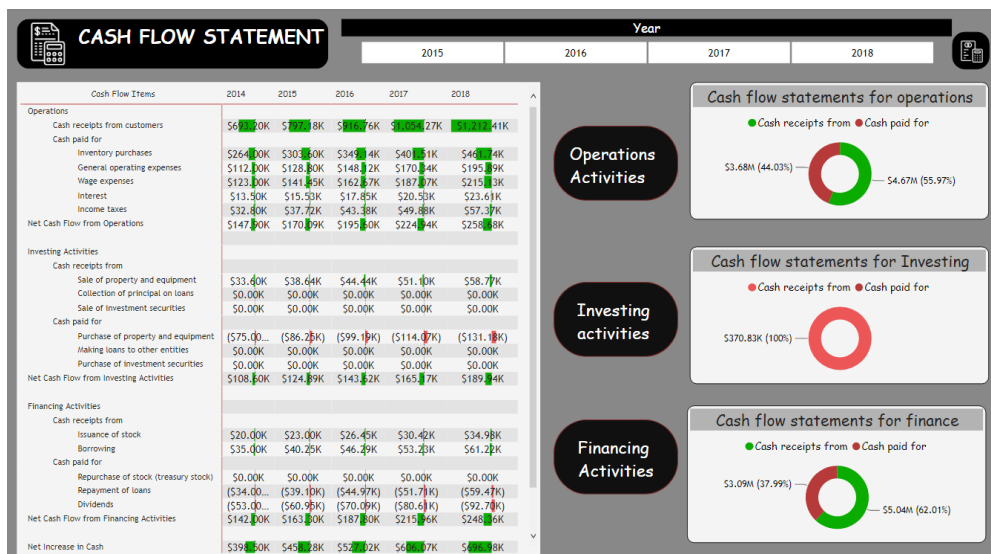 CASH FLOW STATEMENT
Year
2015 2016 2017 2018
Cash Flow Items 2014 2015 2016 2017 2018
Operations
Cash receipts from customers $693.20K $797.18K $916.76K $1,054.27K $1,212.41K
Cash paid for
Inventory purchases $264.00K $303.60K $349.14K $401.51K $461.74K
General operating expenses $112.00K $128.80K $148.12K $170.34K $195.89K
Wage expenses $123.00K $141.45K $162.67K $187.07K $215.13K
Interest $13.50K $15.53K $17.85K $20.53K $23.61K
Income taxes $32.80K $37.72K $43.38K $49.88K $57.37K
Net Cash Flow from Operations $147.90K $170.09K $195.60K $224.94K $258.68K
Investing Activities
Cash receipts from
Sale of property and equipment $33.60K $38.64K $44.44K $51.10K $58.77K
Collection of principal on loans $0.00K $0.00K $0.00K $0.00K $0.00K
Sale of investment securities $0.00K $0.00K $0.00K $0.00K $0.00K
Cash paid for
Purchase of property and equipment ($75.00... ($86.25K) ($99.19K) ($114.07K) ($131.18K)
Making loans to other entities $0.00K $0.00K $0.00K $0.00K $0.00K
Purchase of investment securities $0.00K $0.00K $0.00K $0.00K $0.00K
Net Cash Flow from Investing Activities $108.60K $124.89K $143.62K $165.17K $189.94K
Financing Activities
Cash receipts from
Issuance of stock $20.00K $23.00K $26.45K $30.42K $34.98K
Borrowing $35.00K $40.25K $46.29K $53.23K $61.22K
Cash paid for
Repurchase of stock (treasury stock) $0.00K $0.00K $0.00K $0.00K $0.00K
Repayment of loans ($34.00... ($39.10K) ($44.97K) ($51.71K) ($59.47K)
Dividends ($53.00... ($60.95K) ($70.09K) ($80.61K) ($92.70K)
Net Cash Flow from Financing Activities $142.00K $163.30K $187.80K $215.96K $248.36K
Net Increase in Cash $398.50K $458.28K $527.02K $606.07K $696.98K
Operations
Activities
Investing
activities
Financing
Activities
Cash flow statements for operations
Cash receipts from Cash paid for
$3.68M (44.03%)
$4.67M (55.97%)
Cash flow statements for Investing
Cash receipts from Cash paid for
$370.83K (100%)
Cash flow statements for finance
Cash receipts from Cash paid for
$3.09M (37.99%)
$5.04M (62.01%)